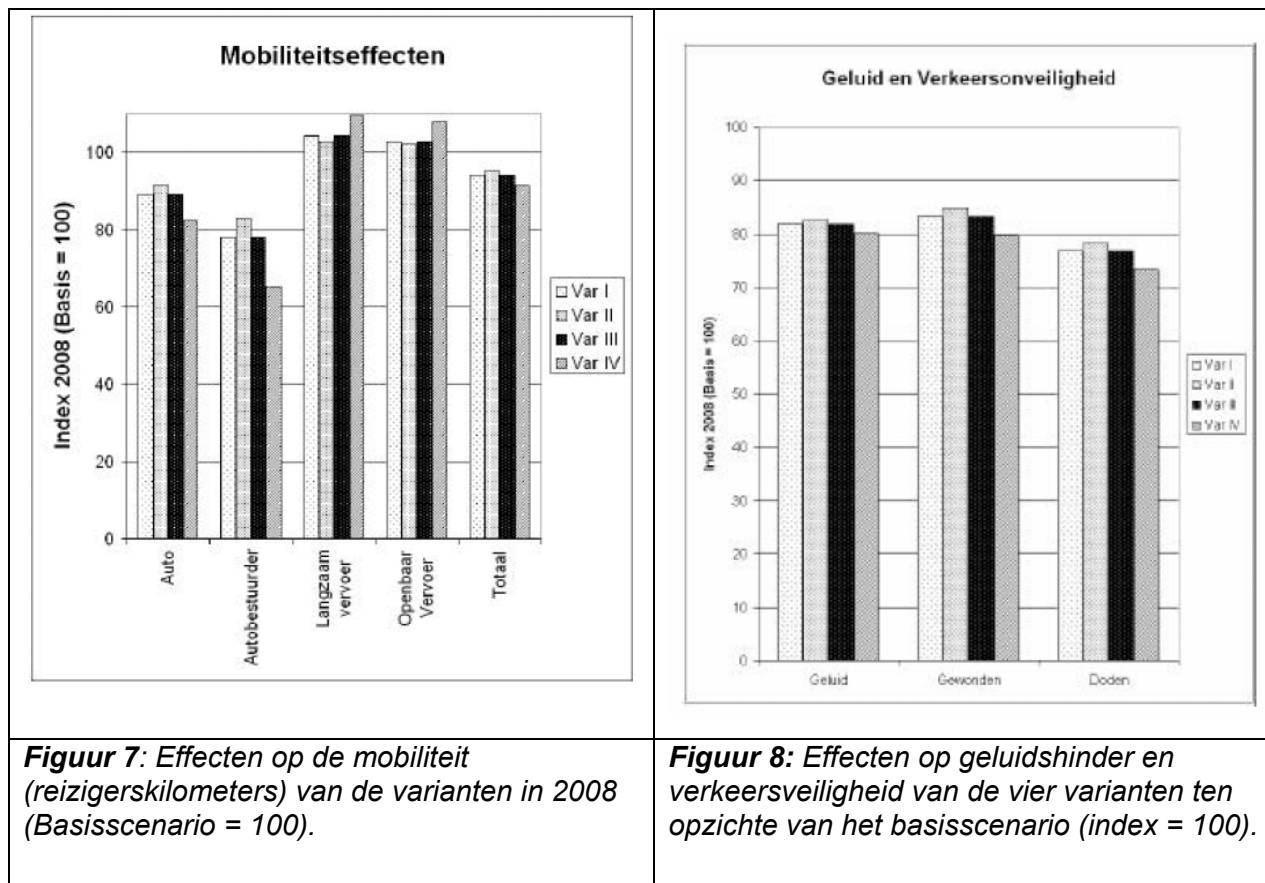 Mobiliteitseffecten
Index 2008 (Basis = 100)
100
80
60
40
20
0
Auto
Autobestuurder
Langzaam
vervoer
Openbaar
Vervoer
Totaal
Var I
Var II
Var III
Var IV
Figuur 7: Effecten op de mobiliteit
(reizigerskilometers) van de varianten in 2008
(Basisscenario = 100).
Geluid en Verkeersonveiligheid
Index 2008 (Basis = 100)
100
90
80
70
60
50
40
30
20
10
0
Geluid
Gewonden
Doden
Var I
Var II
Var III
Var IV
Figuur 8: Effecten op geluidshinder en
verkeersveiligheid van de vier varianten ten
opzichte van het basisscenario (index = 100).